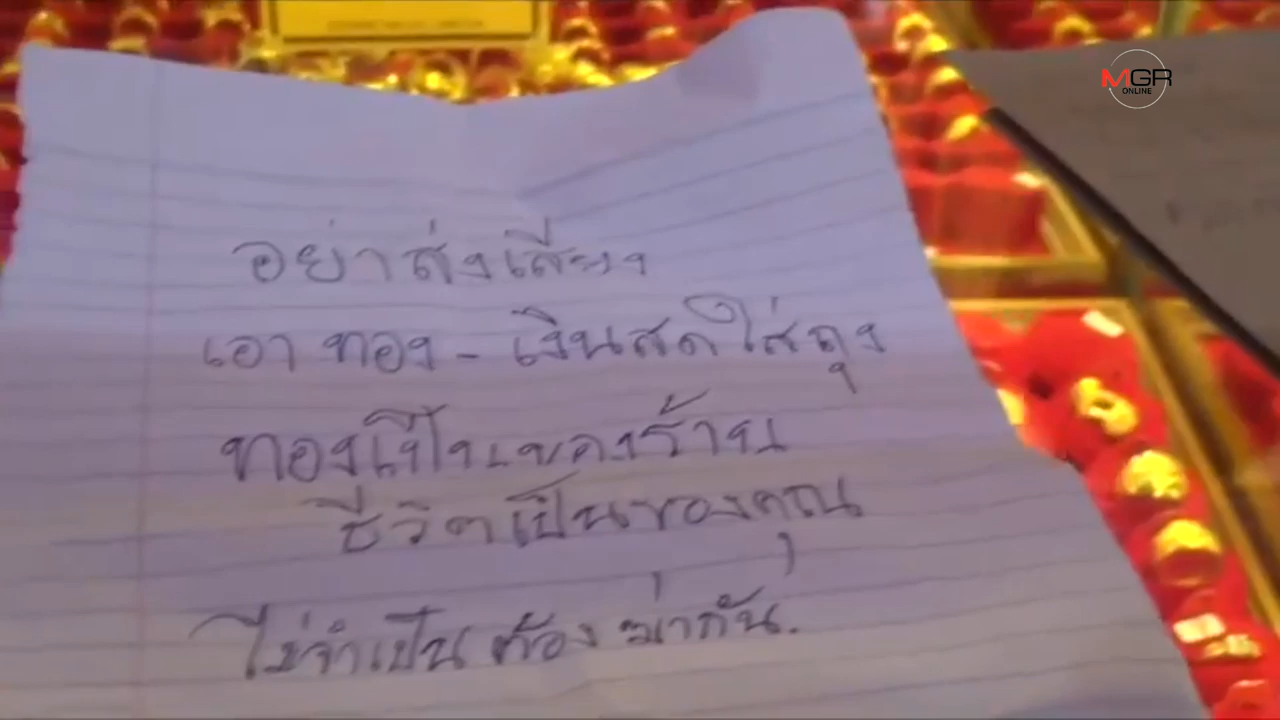 MGR
ONLINE
อย่าส่งเสียง
เอา ทอง - เงินสดใส่ถุง
ทองเป็นของร้าน
ชีวิตเป็นของคุณ
ไม่จำเป็น ต้อง ฆ่ากัน.